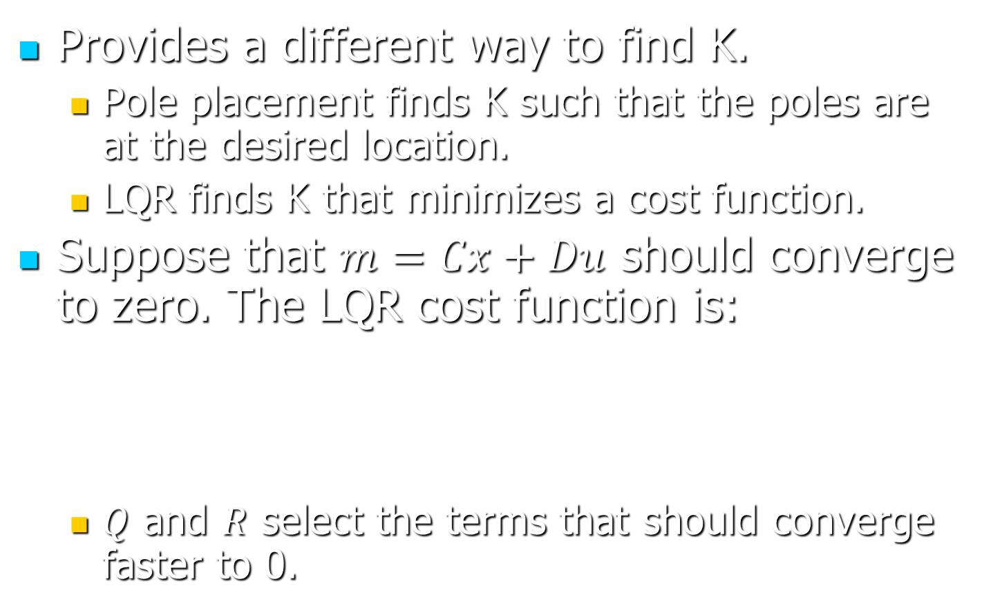 Provides a different way to find K.
Pole placement finds K such that the poles are
at the desired location.
LQR finds K that minimizes a cost function.
Suppose that m = Cx + Du should converge
to zero. The LQR cost function is:
Q and R select the terms that should converge
faster to 0.